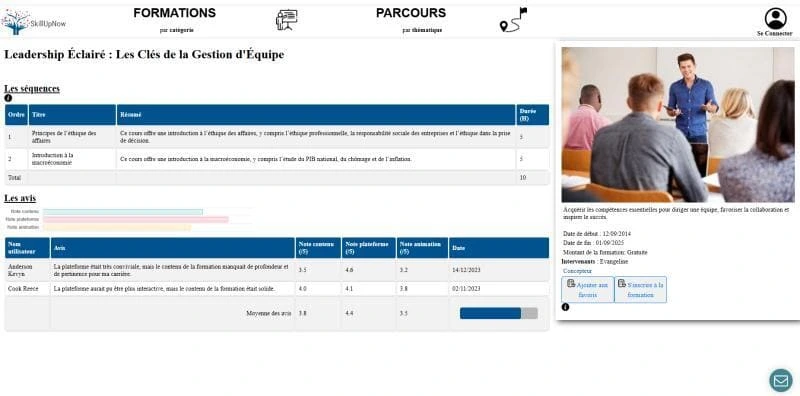 SkillUpNow
FORMATIONS
par catégorie
PARCOURS
par thématique
Se Connecter
Leadership Éclairé : Les Clés de la Gestion d'Équipe
Les séquences
Ordre Titre Résumé Durée (H)
1 Principes de l'éthique des affaires Ce cours offre une introduction à l'éthique des affaires, y compris l'éthique professionnelle, la responsabilité sociale des entreprises et l'éthique dans la prise de décision. 5
2 Introduction à la macroéconomie Ce cours offre une introduction à la macroéconomie, y compris l'étude du PIB national, du chômage et de l'inflation. 5
Total 10
Les avis
Note contenu
Note plateforme
Note animation
Nom utilisateur Avis Note contenu (/5) Note plateforme (/5) Note animation (/5) Date
Anderson Kevyn La plateforme était très conviviale, mais le contenu de la formation manquait de profondeur et de pertinence pour ma carrière. 3.5 4.6 3.2 14/12/2023
Cook Reece La plateforme aurait pu être plus interactive, mais le contenu de la formation était solide. 4.0 4.1 3.8 02/11/2023
Moyenne des avis 3.8 4.4 3.5
Acquérir les compétences essentielles pour diriger une équipe, favoriser la collaboration et
inspirer le succès.
Date de début : 12/09/2014
Date de fin : 01/09/2025
Montant de la formation: Gratuite
Intervenants : Evangeline
Concepteur
Ajouter aux favoris
S'inscrire à la formation